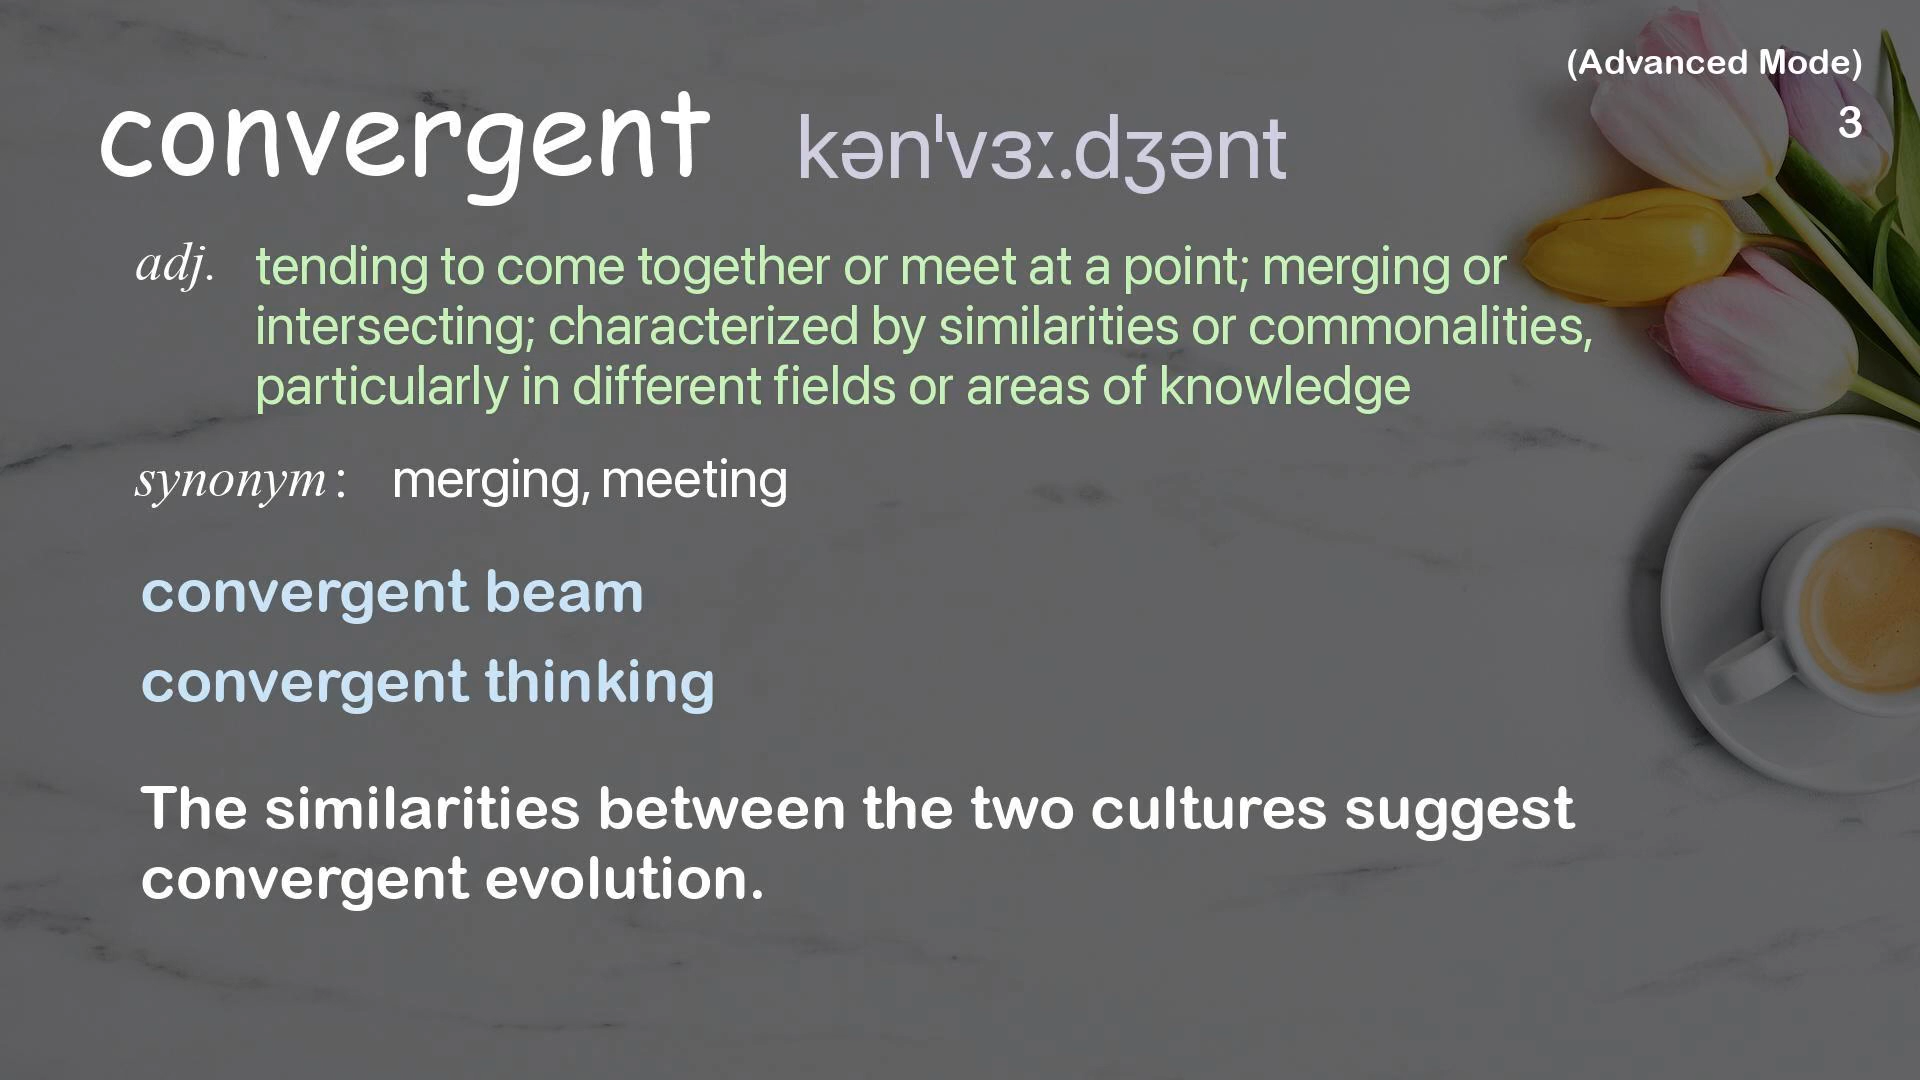 (Advanced Mode)
convergent kənˈvɜː.dʒənt
3
adj. tending to come together or meet at a point; merging or
intersecting; characterized by similarities or commonalities,
particularly in different fields or areas of knowledge
synonym : merging, meeting
convergent beam
convergent thinking
The similarities between the two cultures suggest
convergent evolution.